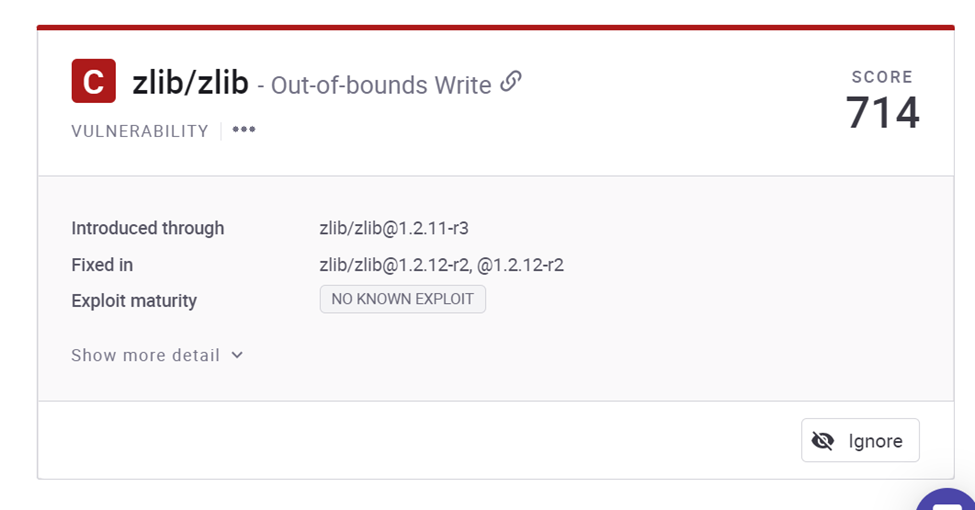 C zlib/zlib - Out-of-bounds Write
SCORE
714
VULNERABILITY
Introduced through zlib/zlib@1.2.11-r3
Fixed in zlib/zlib@1.2.12-r2, @1.2.12-r2
Exploit maturity NO KNOWN EXPLOIT
Show more detail
Ignore